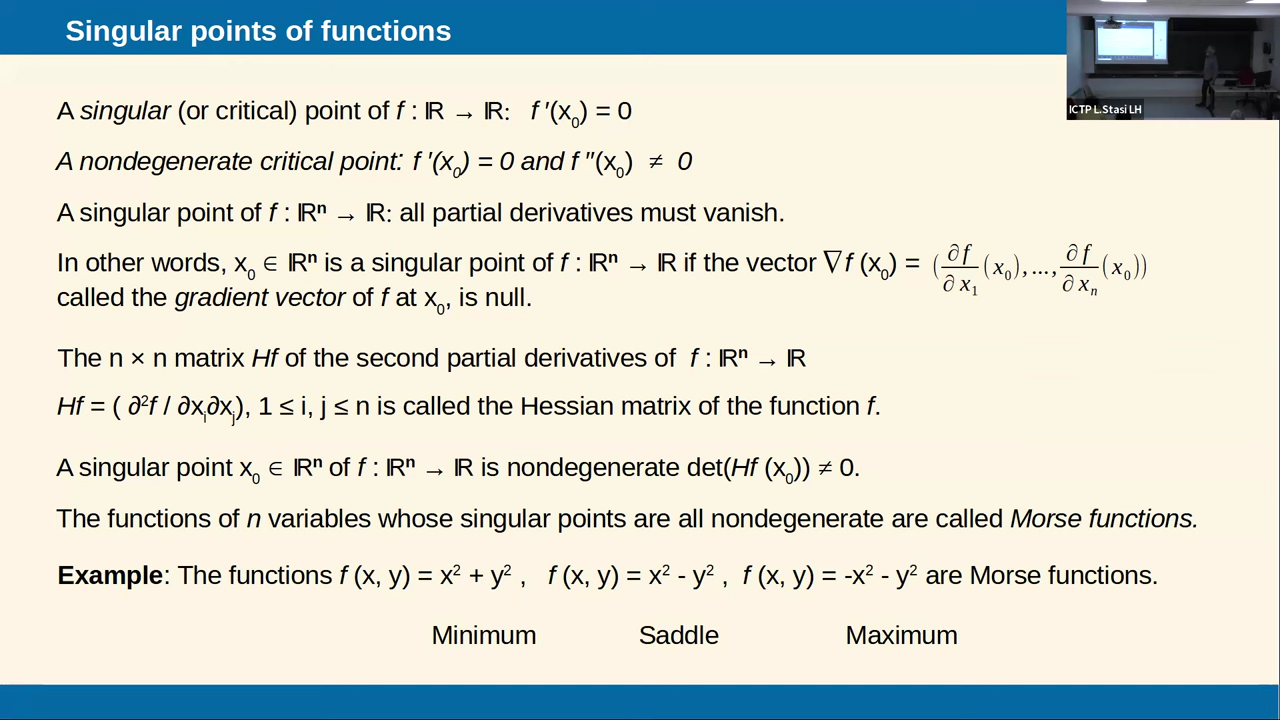 Singular points of functions
ICTP L.Stasi LH
A singular (or critical) point of f : ℝ → ℝ: f ′(x₀) = 0
A nondegenerate critical point: f ′(x₀) = 0 and f ″(x₀) ≠ 0
A singular point of f : ℝⁿ → ℝ: all partial derivatives must vanish.
In other words, x₀ ∈ ℝⁿ is a singular point of f : ℝⁿ → ℝ if the vector ∇f (x₀) = (∂f/∂x₁(x₀),...,∂f/∂xₙ(x₀))
called the gradient vector of f at x₀, is null.
The n × n matrix Hf of the second partial derivatives of f : ℝⁿ → ℝ
Hf = ( ∂²f / ∂xᵢ∂xⱼ), 1 ≤ i, j ≤ n is called the Hessian matrix of the function f.
A singular point x₀ ∈ ℝⁿ of f : ℝⁿ → ℝ is nondegenerate det(Hf (x₀)) ≠ 0.
The functions of n variables whose singular points are all nondegenerate are called Morse functions.
Example: The functions f (x, y) = x² + y² , f (x, y) = x² - y² , f (x, y) = -x² - y² are Morse functions.
Minimum Saddle Maximum